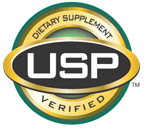 DIETARY SUPPLEMENT
USP
VERIFIED
TM